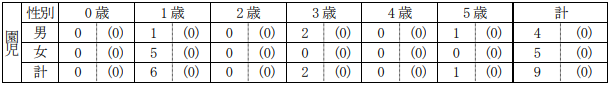 園児 性別 0歳 1歳 2歳 3歳 4歳 5歳 計
男 0 (0) 1 (0) 0 (0) 2 (0) 0 (0) 1 (0) 4 (0)
女 0 (0) 5 (0) 0 (0) 0 (0) 0 (0) 0 (0) 5 (0)
計 0 (0) 6 (0) 0 (0) 2 (0) 0 (0) 1 (0) 9 (0)